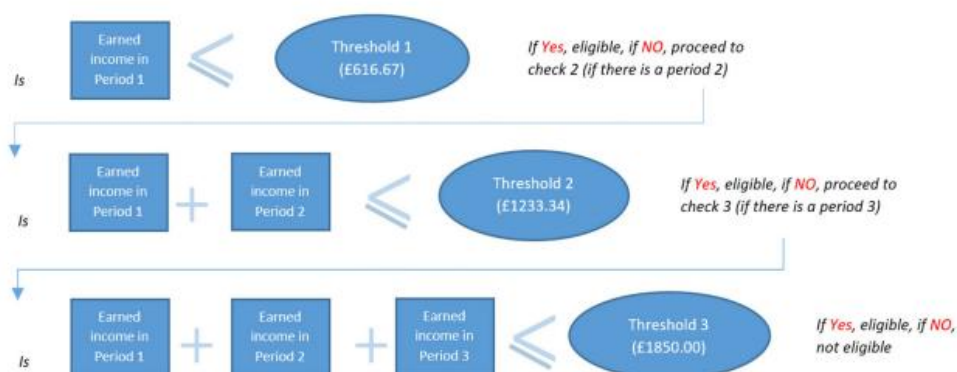 Is
Earned
income in
Period 1
≤
Threshold 1
(£616.67)
If Yes, eligible, if NO, proceed to
check 2 (if there is a period 2)
Is
Earned
income in
Period 1
+
Earned
income in
Period 2
≤
Threshold 2
(£1233.34)
If Yes, eligible, if NO, proceed to
check 3 (if there is a period 3)
Is
Earned
income in
Period 1
+
Earned
income in
Period 2
+
Earned
income in
Period 3
≤
Threshold 3
(£1850.00)
If Yes, eligible, if NO,
not eligible